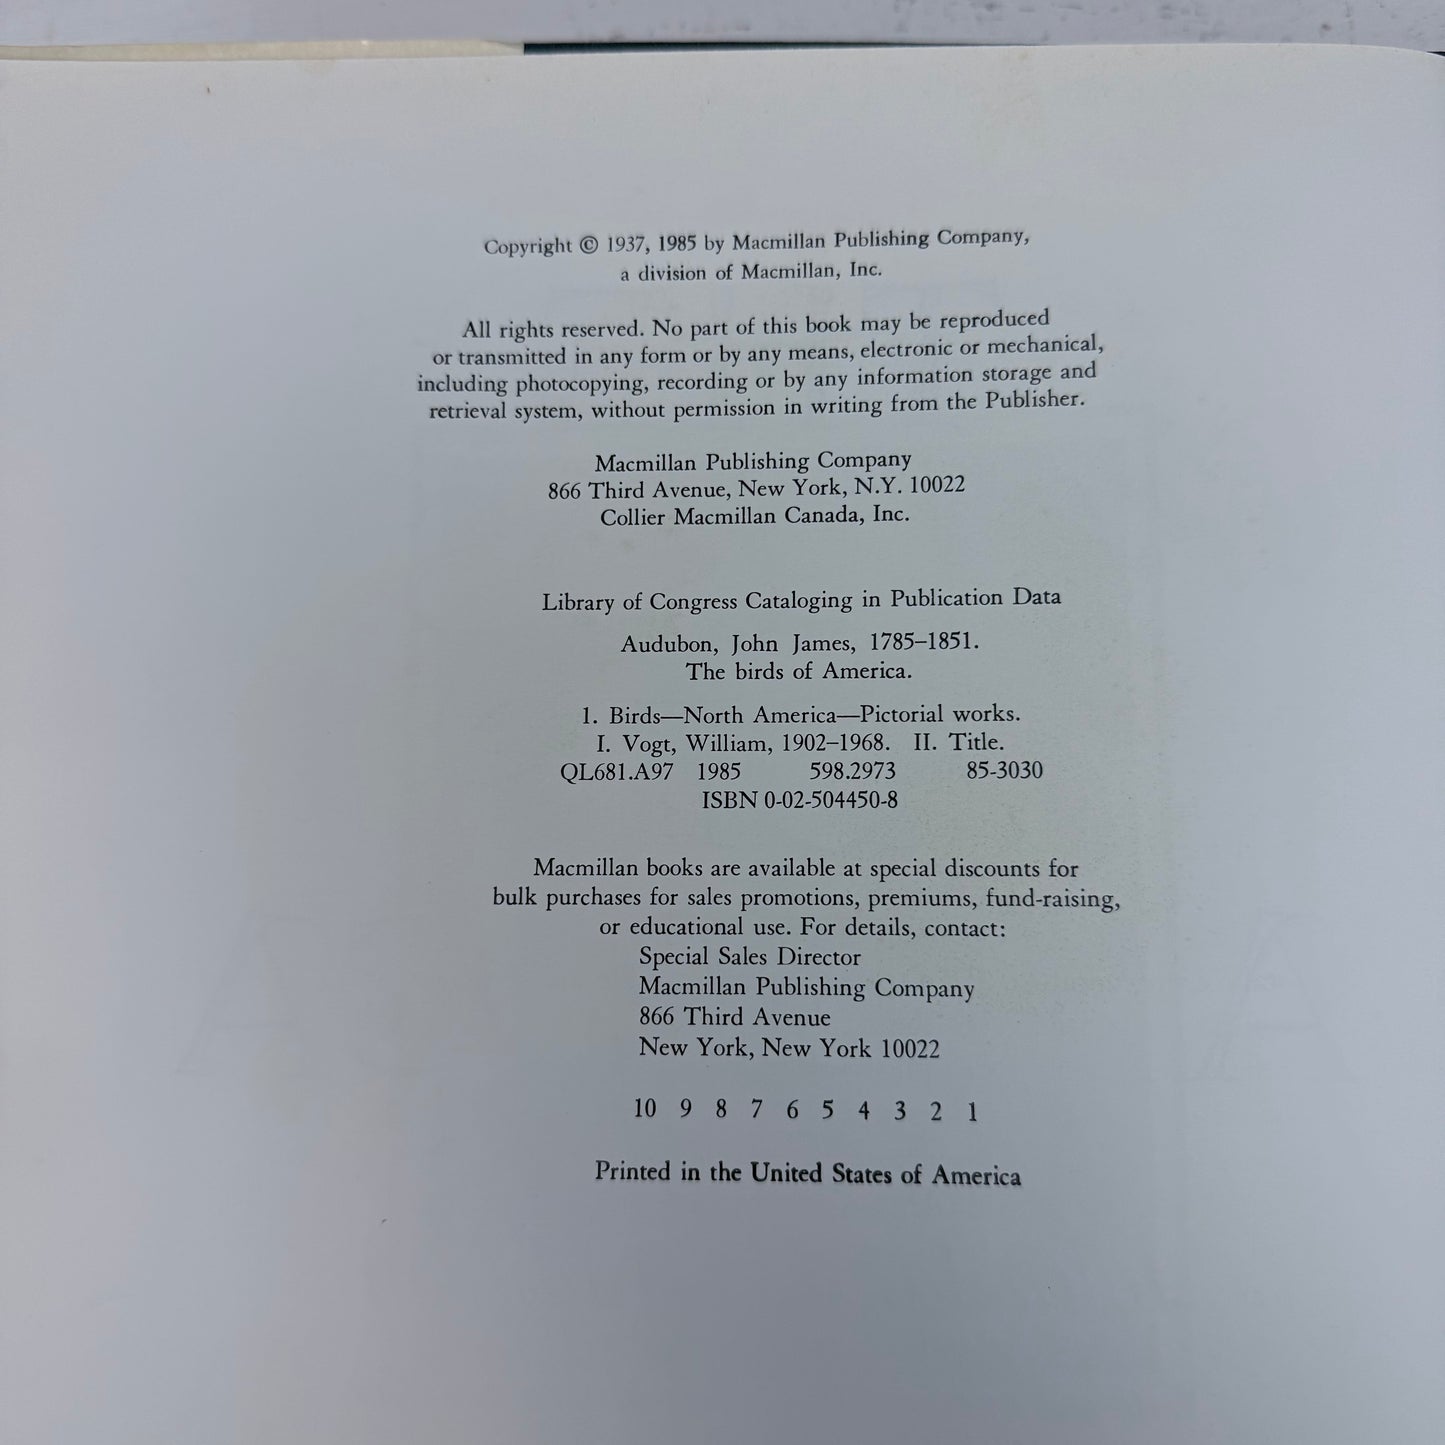 Copyright © 1937, 1985 by Macmillan Publishing Company,
a division of Macmillan, Inc.
All rights reserved. No part of this book may be reproduced
or transmitted in any form or by any means, electronic or mechanical,
including photocopying, recording or by any information storage and
retrieval system, without permission in writing from the Publisher.
Macmillan Publishing Company
866 Third Avenue, New York, N.Y. 10022
Collier Macmillan Canada, Inc.
Library of Congress Cataloging in Publication Data
Audubon, John James, 1785–1851.
The birds of America.
1. Birds—North America—Pictorial works.
I. Vogt, William, 1902–1968. II. Title.
QL681.A97 1985 598.2973 85-3030
ISBN 0-02-504450-8
Macmillan books are available at special discounts for
bulk purchases for sales promotions, premiums, fund-raising,
or educational use. For details, contact:
Special Sales Director
Macmillan Publishing Company
866 Third Avenue
New York, New York 10022
10 9 8 7 6 5 4 3 2 1
Printed in the United States of America